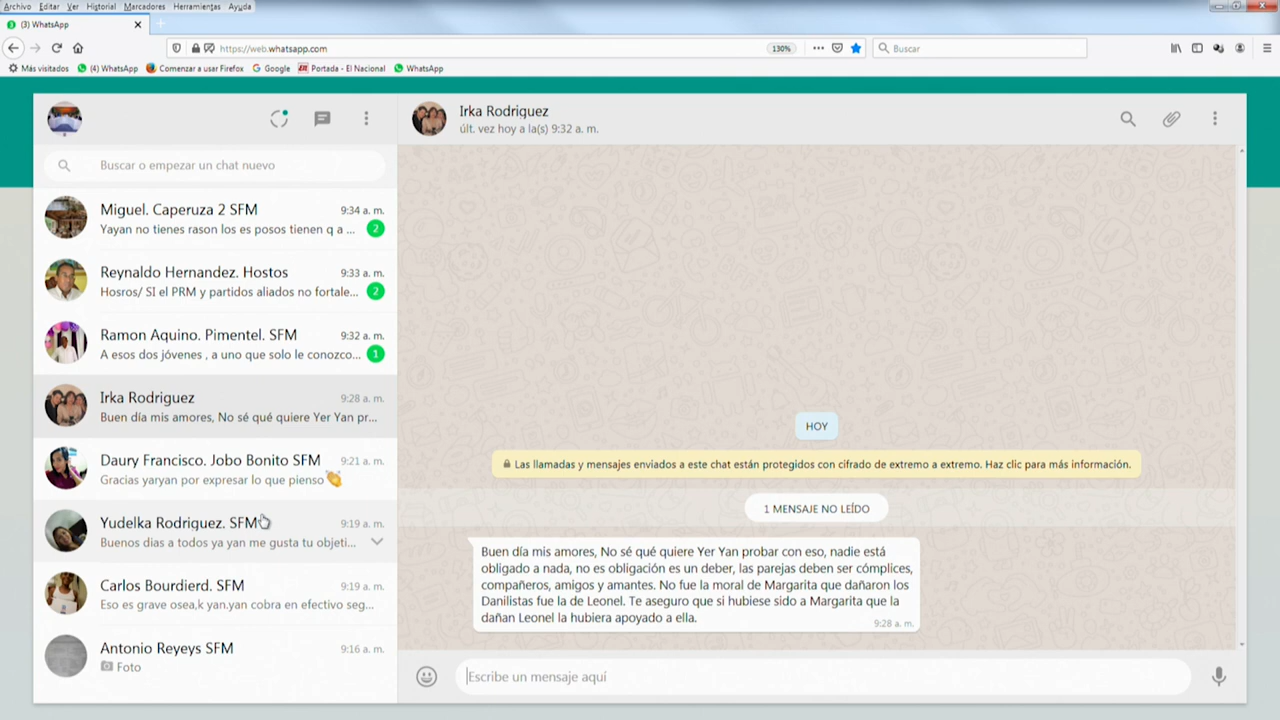 Archivo Editar Ver Historial Marcadores Herramientas Ayuda
(3) WhatsApp
https://web.whatsapp.com
130%
Buscar
Más visitados (4) WhatsApp Comenzar a usar Firefox Google Portada - El Nacional WhatsApp
Buscar o empezar un chat nuevo
Miguel. Caperuza 2 SFM 9:34 a. m.
Yayan no tienes rason los es posos tienen q a ... 2
Reynaldo Hernandez. Hostos 9:33 a. m.
Hosros/ SI el PRM y partidos aliados no fortale... 2
Ramon Aquino. Pimentel. SFM 9:32 a. m.
A esos dos jóvenes , a uno que solo le conozco... 1
Irka Rodriguez 9:28 a. m.
Buen día mis amores, No sé qué quiere Yer Yan pr...
Daury Francisco. Jobo Bonito SFM 9:21 a. m.
Gracias yaryan por expresar lo que pienso👏
Yudelka Rodriguez. SFM 9:19 a. m.
Buenos dias a todos ya yan me gusta tu objeti...
Carlos Bourdierd. SFM 9:19 a. m.
Eso es grave osea,k yan.yan cobra en efectivo seg...
Antonio Reyeys SFM 9:16 a. m.
Foto
Irka Rodriguez
últ. vez hoy a la(s) 9:32 a. m.
HOY
Las llamadas y mensajes enviados a este chat están protegidos con cifrado de extremo a extremo. Haz clic para más información.
1 MENSAJE NO LEÍDO
Buen día mis amores, No sé qué quiere Yer Yan probar con eso, nadie está
obligado a nada, no es obligación es un deber, las parejas deben ser cómplices,
compañeros, amigos y amantes. No fue la moral de Margarita que dañaron los
Danilistas fue la de Leonel. Te aseguro que si hubiese sido a Margarita que la
dañan Leonel la hubiera apoyado a ella.
9:28 a. m.
Escribe un mensaje aquí